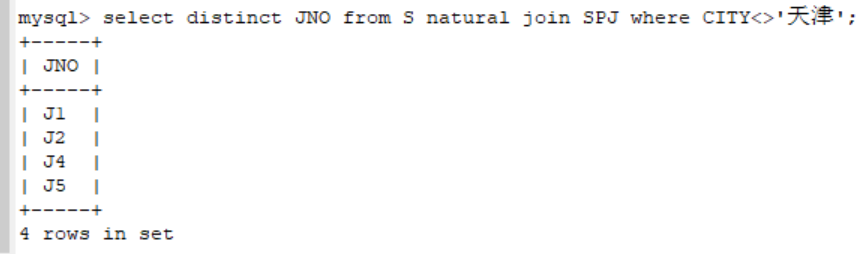 mysql> select distinct JNO from S natural join SPJ where CITY<>'天津';
+-----+
| JNO |
+-----+
| J1  |
| J2  |
| J4  |
| J5  |
+-----+
4 rows in set